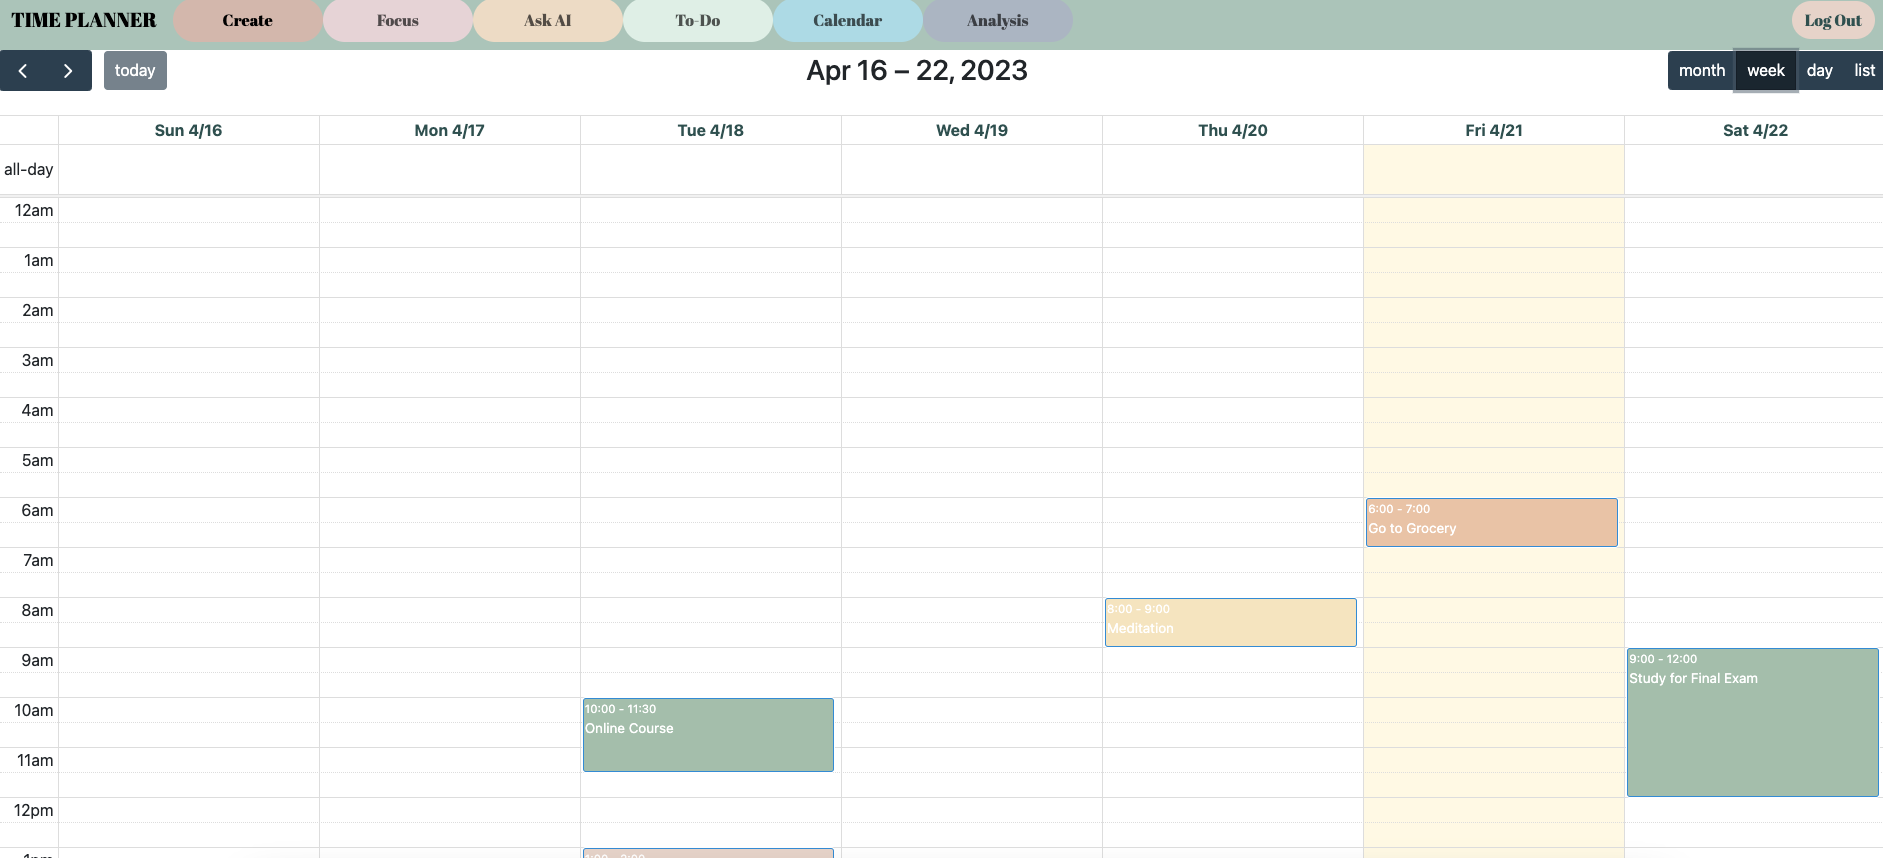 TIME PLANNER Create Focus Ask AI To-Do Calendar Analysis Log Out
today Apr 16 – 22, 2023 month week day list
Sun 4/16 Mon 4/17 Tue 4/18 Wed 4/19 Thu 4/20 Fri 4/21 Sat 4/22
all-day
12am
1am
2am
3am
4am
5am
6am
6:00 - 7:00
Go to Grocery
7am
8am
8:00 - 9:00
Meditation
9am
9:00 - 12:00
Study for Final Exam
10am
10:00 - 11:30
Online Course
11am
12pm